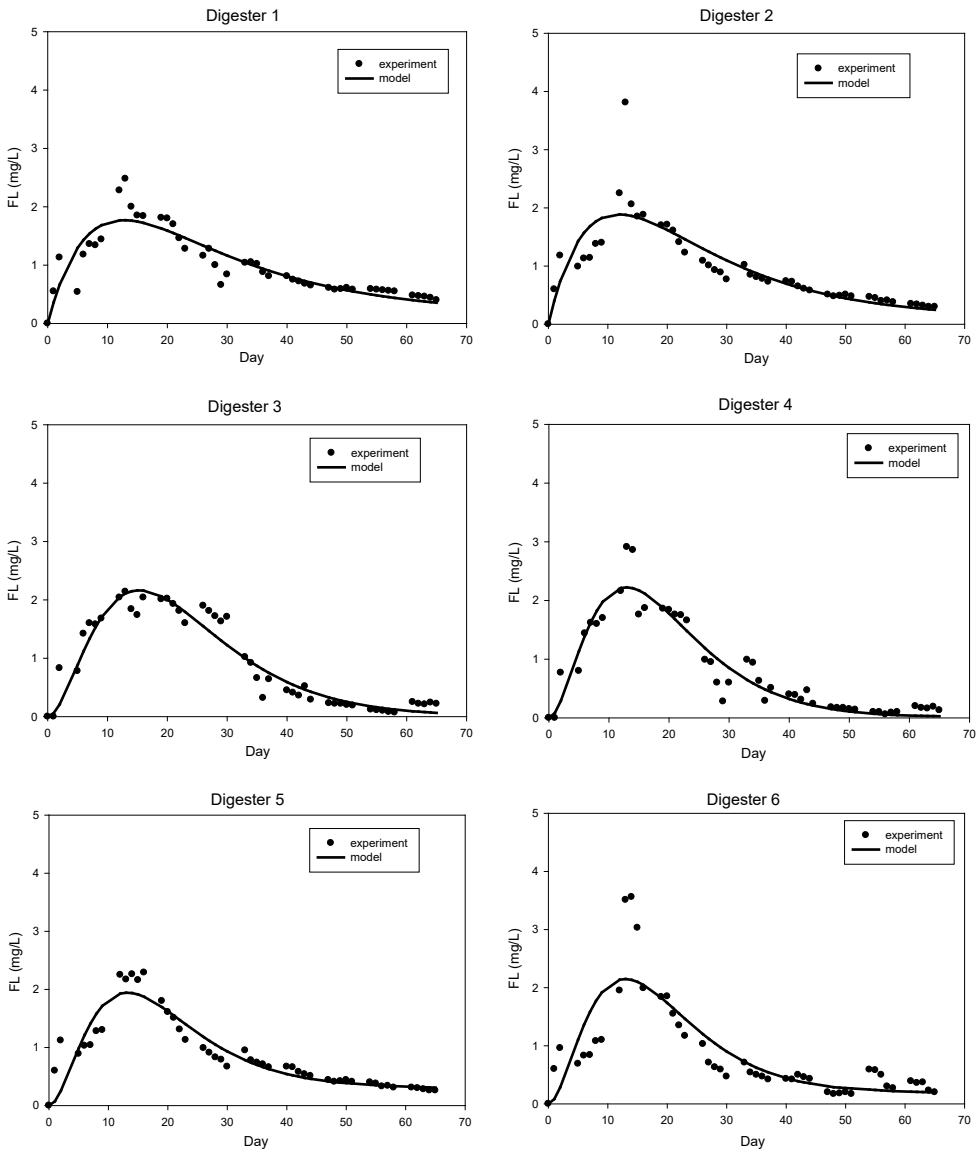 Digester 1
5
4
3
2
1
0
FL (mg/L)
experiment
model
0 10 20 30 40 50 60 70
Day
Digester 2
5
4
3
2
1
0
FL (mg/L)
experiment
model
0 10 20 30 40 50 60 70
Day
Digester 3
5
4
3
2
1
0
FL (mg/L)
experiment
model
0 10 20 30 40 50 60 70
Day
Digester 4
5
4
3
2
1
0
FL (mg/L)
experiment
model
0 10 20 30 40 50 60 70
Day
Digester 5
5
4
3
2
1
0
FL (mg/L)
experiment
model
0 10 20 30 40 50 60 70
Day
Digester 6
5
4
3
2
1
0
FL (mg/L)
experiment
model
0 10 20 30 40 50 60 70
Day